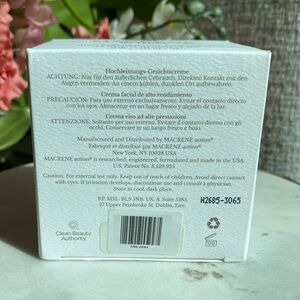 Hochleistungs-Gesichtscreme.
ACHTUNG: Nur für den äußerlichen Gebrauch. Direkten Kontakt mit den
Augen vermeiden. An einem kühlen, dunklen Ort aufbewahren.
Crema facial de alto rendimiento
PRECAUCIÓN: Para uso externo exclusivamente. Evitar el contacto directo
con los ojos. Almacenar en un lugar fresco y alejado de la luz.
Crema viso ad alte prestazioni
ATTENZIONE: Soltanto per uso esterno. Evitare il contatto diretto con gli
occhi. Conservare in un luogo fresco e buio.
Manufactured and Distributed by MACRENE actives®
Fabriqué et distribué par MACRENE actives®
New York, NY 10028 USA
MACRENE actives® is researched, engineered, formulated and made in the USA
U.S. Patent No. 8,329,925
Caution: For external use only. Keep out of reach of children. Avoid direct contact
with eyes. If irritation develops, discontinue use and consult a physician.
Store in cool, dark place.
RP: MSL: BL9 5NB. UK & Suite 3383,
27 Upper Pembroke St. Dublin, Eire.
H2685-3065
Clean Beauty
Authority